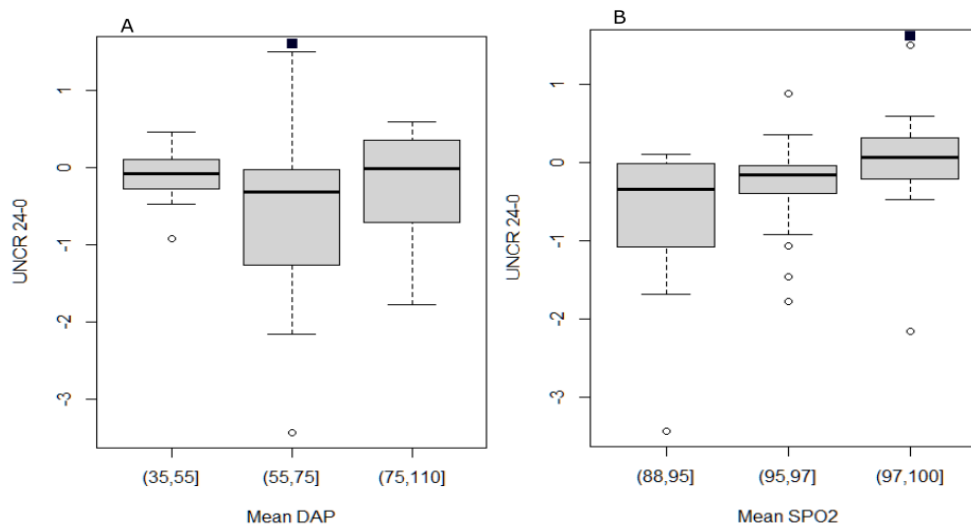 A
UNCR 24-0
1
0
-1
-2
-3
(35,55]
(55,75]
(75,110]
Mean DAP
B
UNCR 24-0
1
0
-1
-2
-3
(88,95]
(95,97]
(97,100]
Mean SPO2